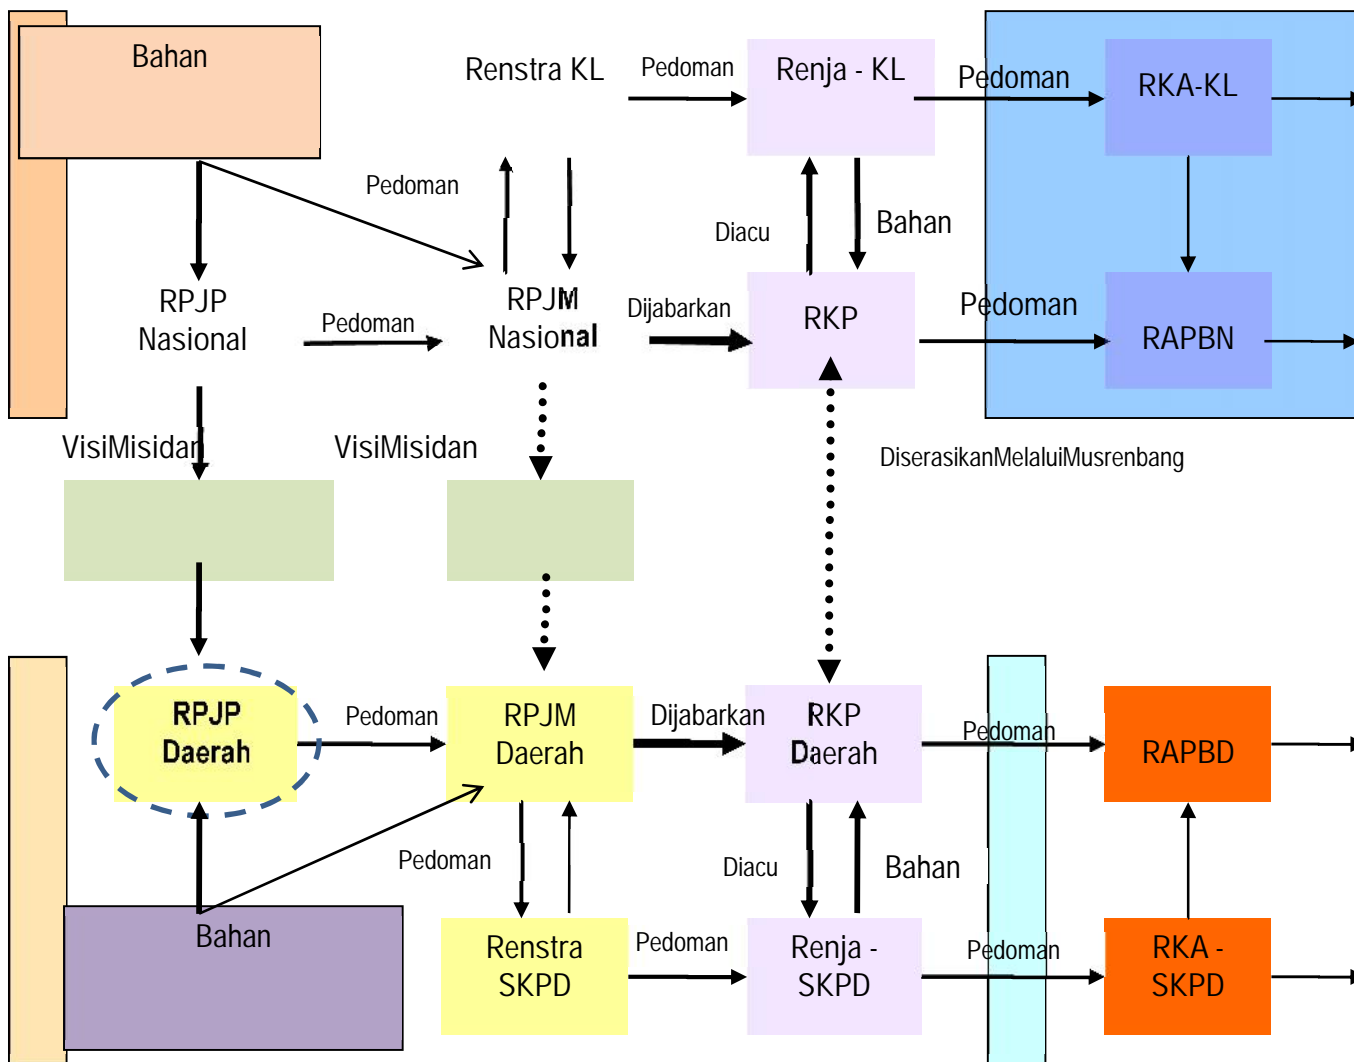 Bahan
Renstra KL
Pedoman
Renja - KL
Pedoman
RKA-KL
Pedoman
Diacu
Bahan
RPJP
Nasional
Pedoman
RPJM
Nasional
Dijabarkan
RKP
Pedoman
RAPBN
VisiMisidan
VisiMisidan
DiserasikanMelaluiMusrenbang
RPJP
Daerah
Pedoman
RPJM
Daerah
Dijabarkan
RKP
Daerah
Pedoman
RAPBD
Pedoman
Diacu
Bahan
Bahan
Renstra
SKPD
Pedoman
Renja -
SKPD
Pedoman
RKA -
SKPD